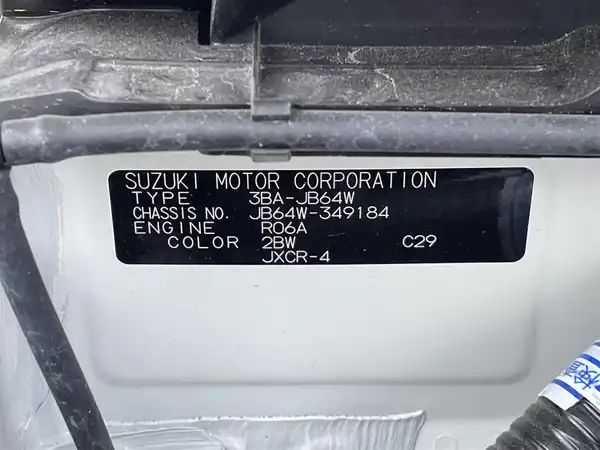 SUZUKI MOTOR CORPORATION
TYPE 3BA-JB64W
CHASSIS NO. JB64W-349184
ENGINE R06A
COLOR 2BW C29
JXCR-4